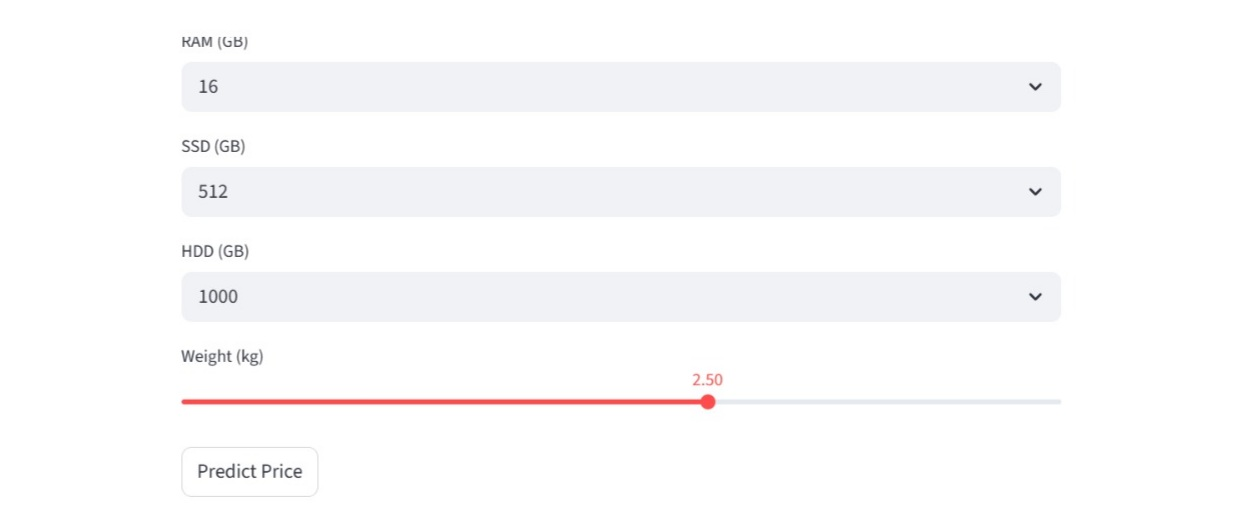 RAM (GB)
16
SSD (GB)
512
HDD (GB)
1000
Weight (kg)
2.50
Predict Price